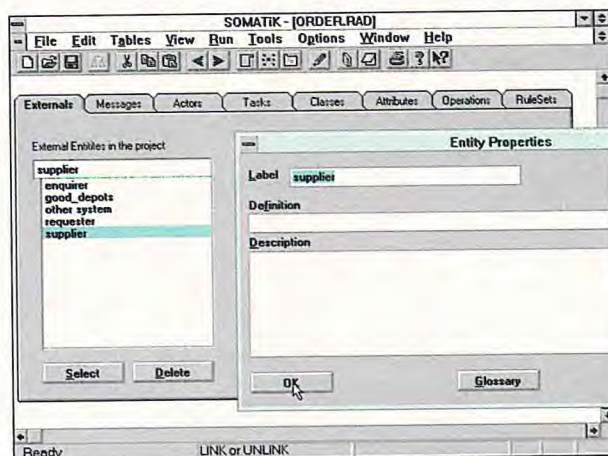 SOMATiK - [ORDER.RAD]
File Edit Tables View Run Tools Options Window Help
Externals Messages Actors Tasks Classes Attributes Operations RuleSets
External Entities in the project
supplier
enquirer
good_depots
other system
requester
supplier
Select Delete
Entity Properties
Label supplier
Definition
Description
OK Glossary
Ready LINK or UNLINK